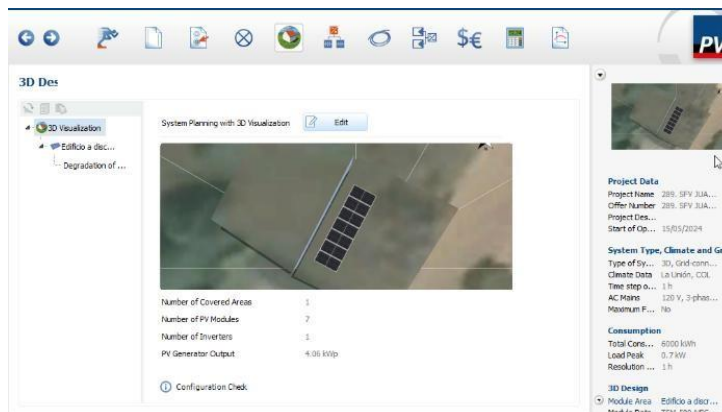 $€
PV
3D Des
3D Visualization
Edificio a disc...
Degradation of ...
System Planning with 3D Visualization
Edit
Number of Covered Areas 1
Number of PV Modules 7
Number of Inverters 1
PV Generator Output 4.06 kWp
Configuration Check
Project Data
Project Name 289. SFV JUA...
Offer Number 289. SFV JUA...
Project Des...
Start of Op... 15/05/2024
System Type, Climate and Gr
Type of Sy... 3D, Grid-conn...
Climate Data La Unión, COL
Time step o... 1 h
AC Mains 120 V, 3-phas...
Maximum F... No
Consumption
Total Cons... 6000 kWh
Load Peak 0.7 kW
Resolution ... 1 h
3D Design
Module Area Edificio a discr...
Module Data